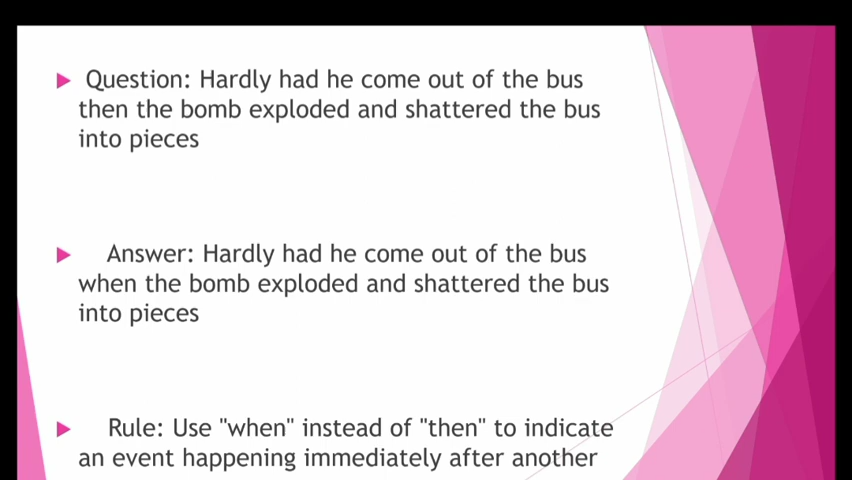 Question: Hardly had he come out of the bus
then the bomb exploded and shattered the bus
into pieces
Answer: Hardly had he come out of the bus
when the bomb exploded and shattered the bus
into pieces
Rule: Use "when" instead of "then" to indicate
an event happening immediately after another